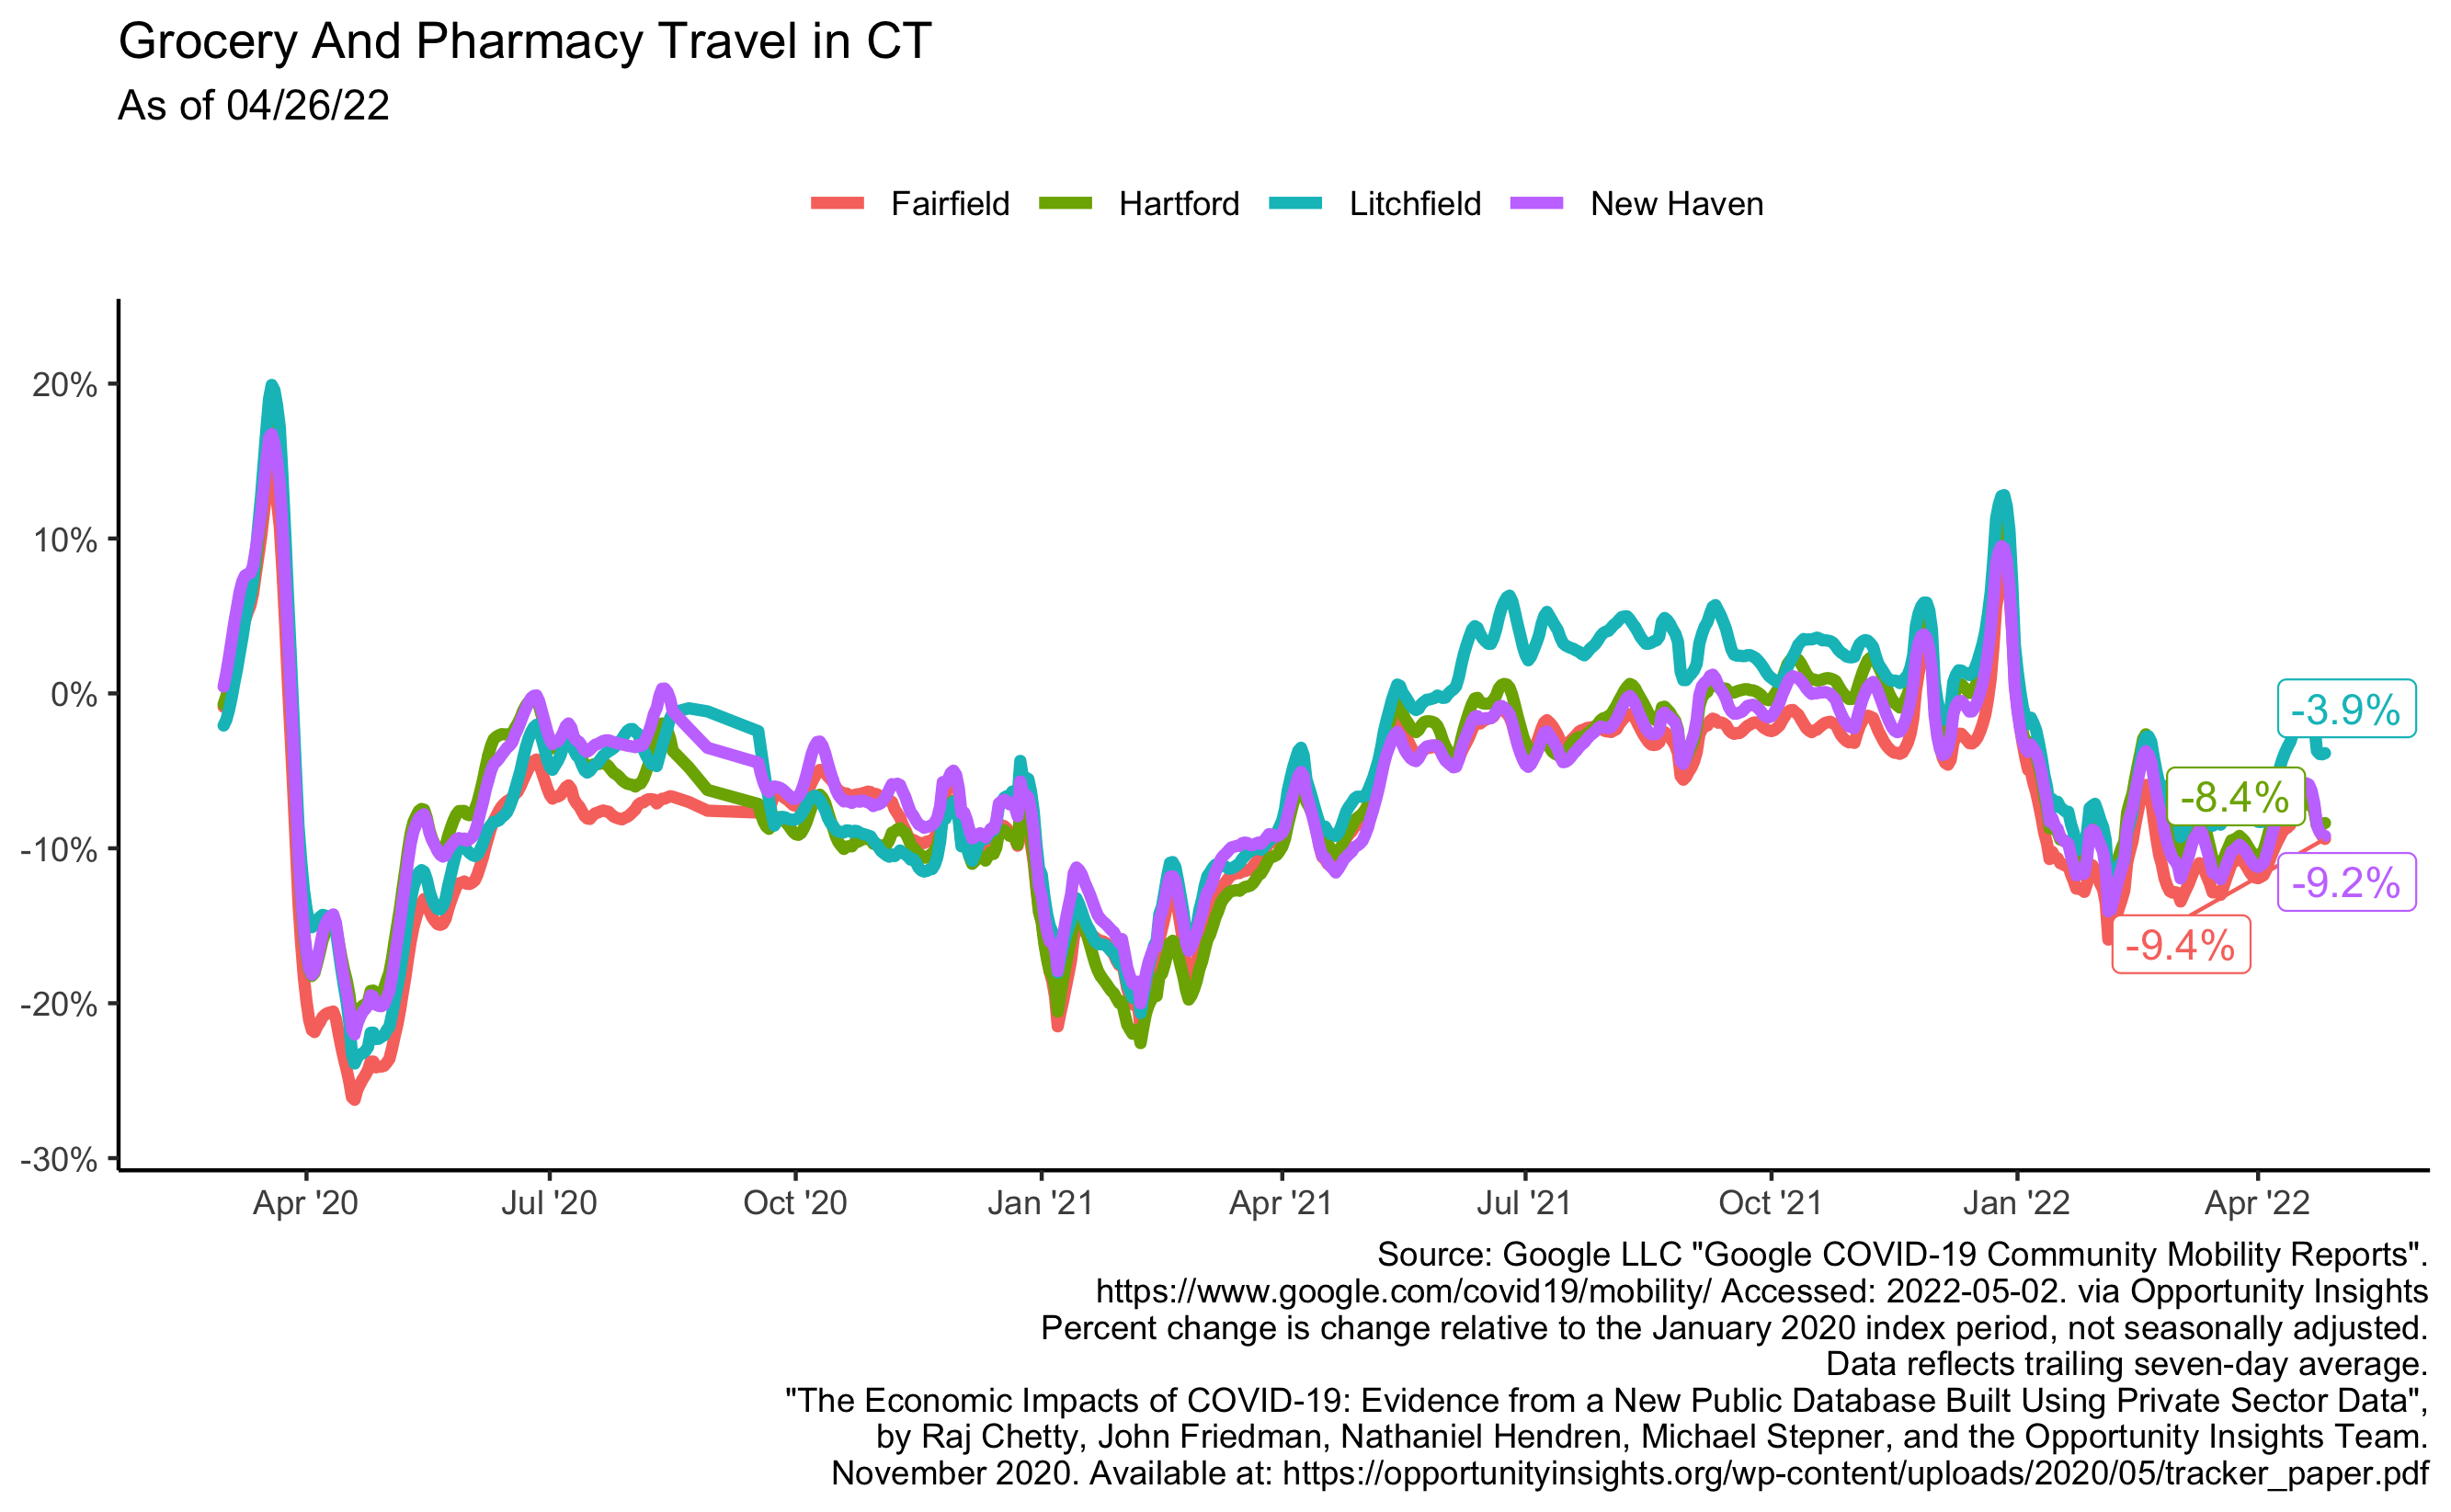 Grocery And Pharmacy Travel in CT
As of 04/26/22
Fairfield Hartford Litchfield New Haven
20%
10%
0%
-10%
-20%
-30%
-3.9%
-8.4%
-9.2%
-9.4%
Apr '20 Jul '20 Oct '20 Jan '21 Apr '21 Jul '21 Oct '21 Jan '22 Apr '22
Source: Google LLC "Google COVID-19 Community Mobility Reports".
https://www.google.com/covid19/mobility/ Accessed: 2022-05-02. via Opportunity Insights
Percent change is change relative to the January 2020 index period, not seasonally adjusted.
Data reflects trailing seven-day average.
"The Economic Impacts of COVID-19: Evidence from a New Public Database Built Using Private Sector Data",
by Raj Chetty, John Friedman, Nathaniel Hendren, Michael Stepner, and the Opportunity Insights Team.
November 2020. Available at: https://opportunityinsights.org/wp-content/uploads/2020/05/tracker_paper.pdf